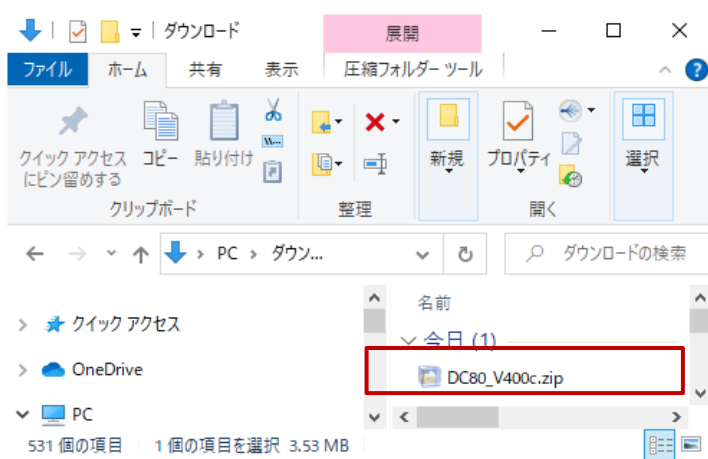 ダウンロード
展開
ファイル ホーム 共有 表示 圧縮フォルダー ツール
クイック アクセス
にピン留めする
コピー
貼り付け
新規
プロパティ
選択
クリップボード
整理
開く
PC ダウン...
ダウンロードの検索
名前
クイック アクセス
今日 (1)
OneDrive
DC80_V400c.zip
PC
531 個の項目 1 個の項目を選択 3.53 MB